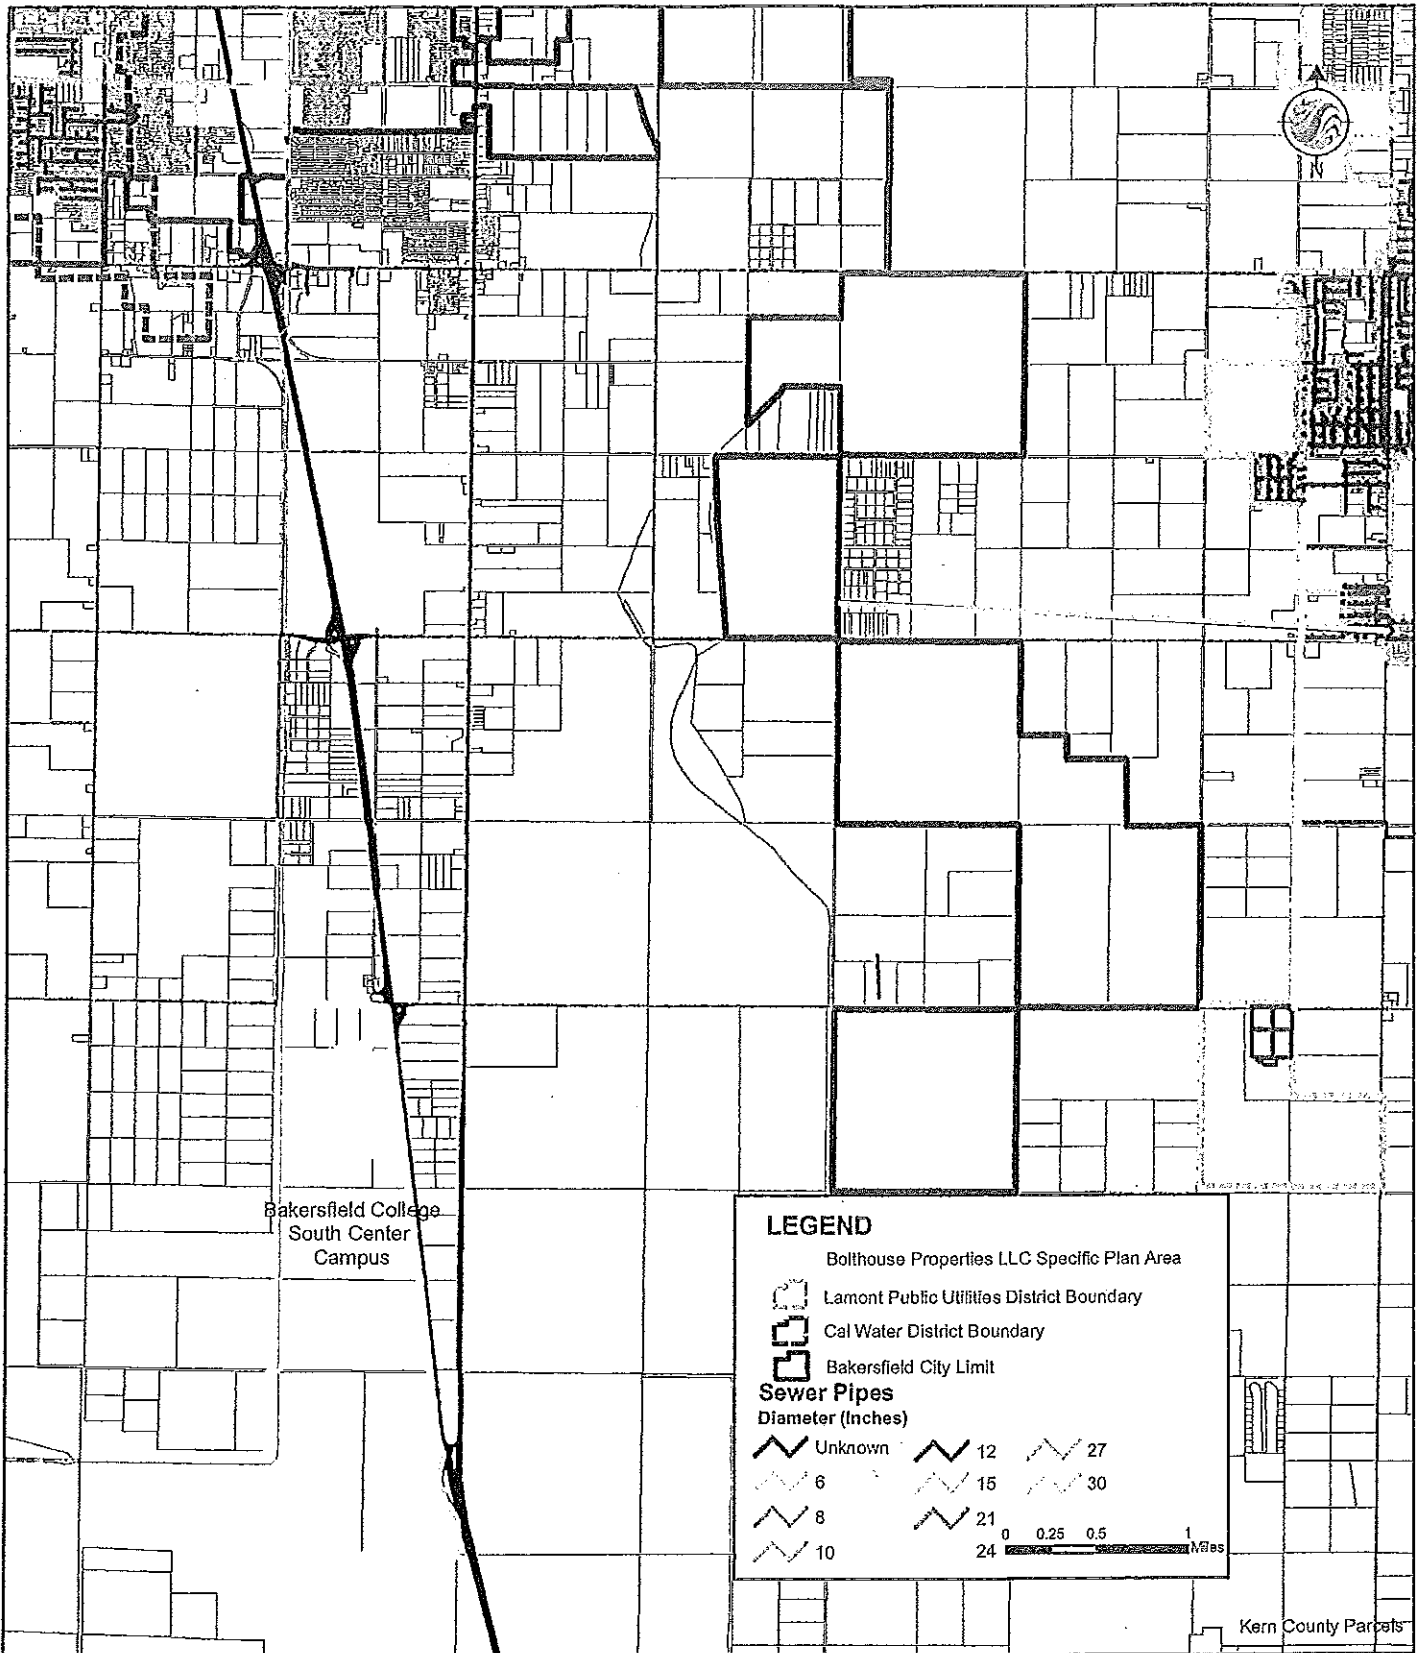 N
Bakersfield College
South Center
Campus
LEGEND
Bolthouse Properties LLC Specific Plan Area
Lamont Public Utilities District Boundary
Cal Water District Boundary
Bakersfield City Limit
Sewer Pipes
Diameter (Inches)
Unknown 12 27
6 15 30
8 21
10 24
0 0.25 0.5 1
Miles
Kern County Parcels